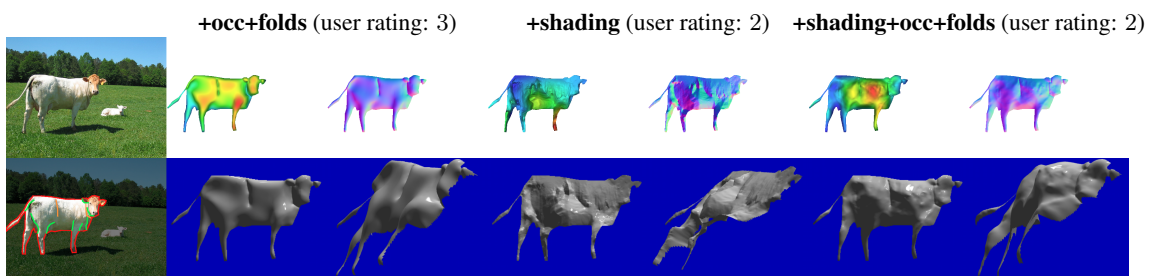 +occ+folds (user rating: 3) +shading (user rating: 2) +shading+occ+folds (user rating: 2)